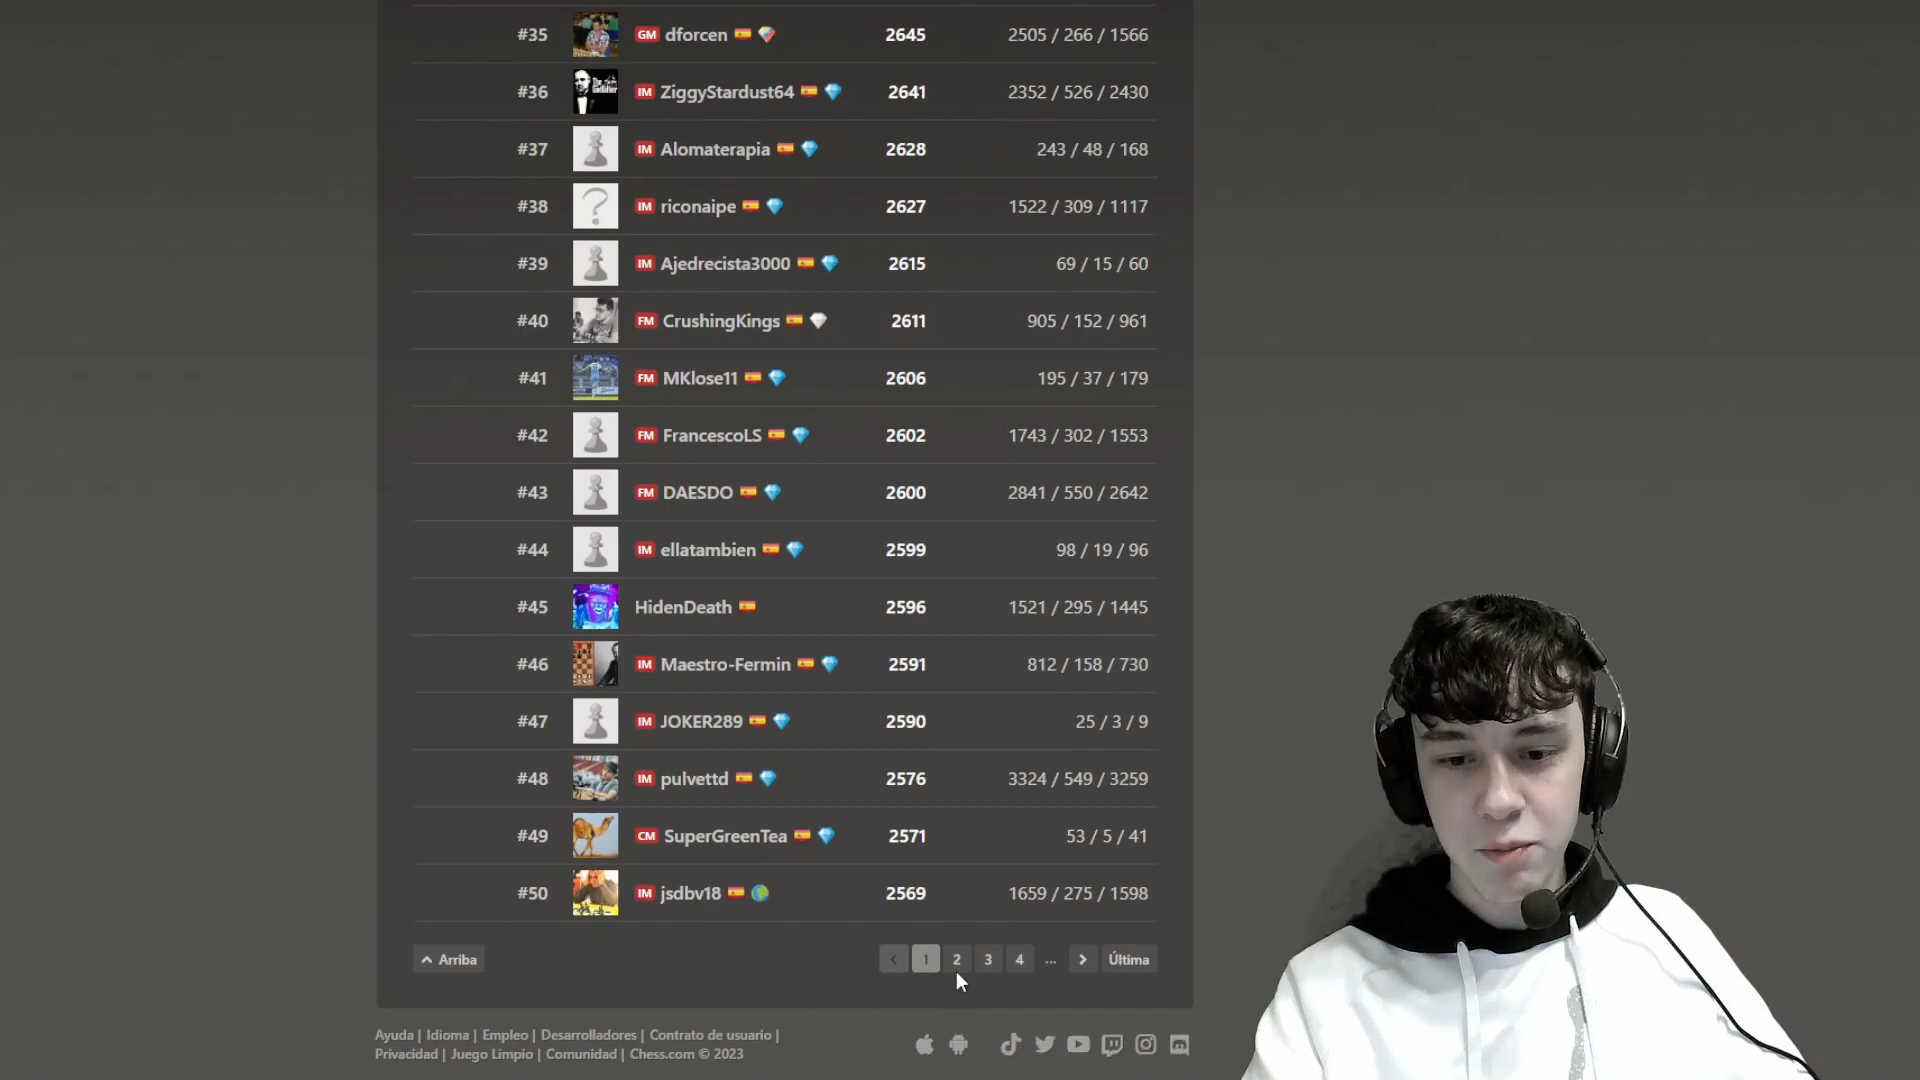 #35 GM dforcen 2645 2505 / 266 / 1566
#36 IM ZiggyStardust64 2641 2352 / 526 / 2430
#37 IM Alomaterapia 2628 243 / 48 / 168
#38 IM riconaipe 2627 1522 / 309 / 1117
#39 IM Ajedrecista3000 2615 69 / 15 / 60
#40 FM CrushingKings 2611 905 / 152 / 961
#41 FM MKlose11 2606 195 / 37 / 179
#42 FM FrancescoLS 2602 1743 / 302 / 1553
#43 FM DAESDO 2600 2841 / 550 / 2642
#44 IM ellatambien 2599 98 / 19 / 96
#45 HidenDeath 2596 1521 / 295 / 1445
#46 IM Maestro-Fermin 2591 812 / 158 / 730
#47 IM JOKER289 2590 25 / 3 / 9
#48 IM pulvettd 2576 3324 / 549 / 3259
#49 CM SuperGreenTea 2571 53 / 5 / 41
#50 IM jsdbv18 2569 1659 / 275 / 1598
Arriba < 1 2 3 4 ... > Última
Ayuda | Idioma | Empleo | Desarrolladores | Contrato de usuario |
Privacidad | Juego Limpio | Comunidad | Chess.com © 2023